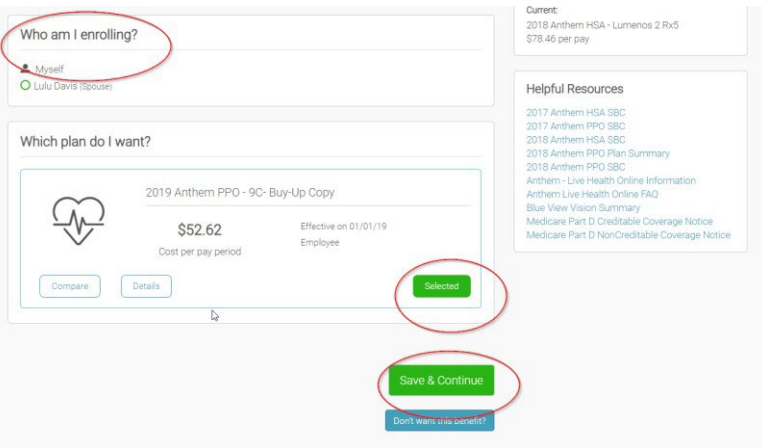 Who am I enrolling?
Myself
Lulu Davis (Spouse)
Which plan do I want?
2019 Anthem PPO - 9C- Buy-Up Copy
$52.62
Cost per pay period
Effective on 01/01/19
Employee
Compare
Details
Selected
Save & Continue
Don't want this benefit?
Current:
2018 Anthem HSA - Lumenos 2 Rx5
$78.46 per pay
Helpful Resources
2017 Anthem HSA SBC
2017 Anthem PPO SBC
2018 Anthem HSA SBC
2018 Anthem PPO Plan Summary
2018 Anthem PPO SBC
Anthem - Live Health Online Information
Anthem Live Health Online FAQ
Blue View Vision Summary
Medicare Part D Creditable Coverage Notice
Medicare Part D NonCreditable Coverage Notice